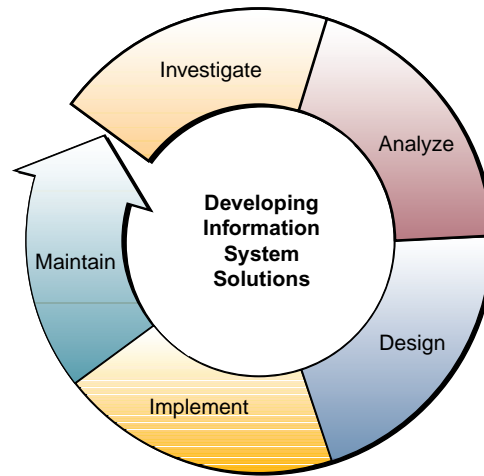 Investigate
Analyze
Developing
Information
System
Solutions
Maintain
Design
Implement